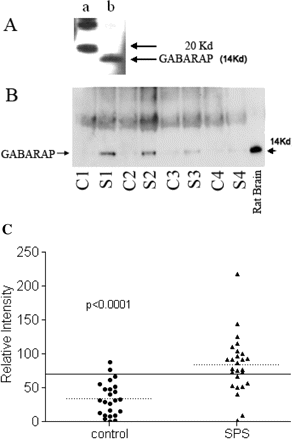 a b
A
20 Kd
GABARAP (14Kd)
B
14Kd
GABARAP
C1 S1 C2 S2 C3 S3 C4 S4 Rat Brain
C
250
200
150
100
50
0
Relative Intensity
p<0.0001
control SPS